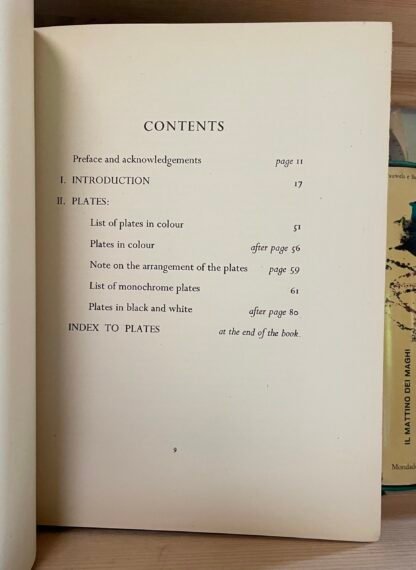 CONTENTS
Preface and acknowledgements page 11
I. INTRODUCTION 17
II. PLATES:
List of plates in colour 51
Plates in colour after page 56
Note on the arrangement of the plates page 59
List of monochrome plates 61
Plates in black and white after page 80
INDEX TO PLATES at the end of the book.
9
IL MATTINO DEI MAGHI